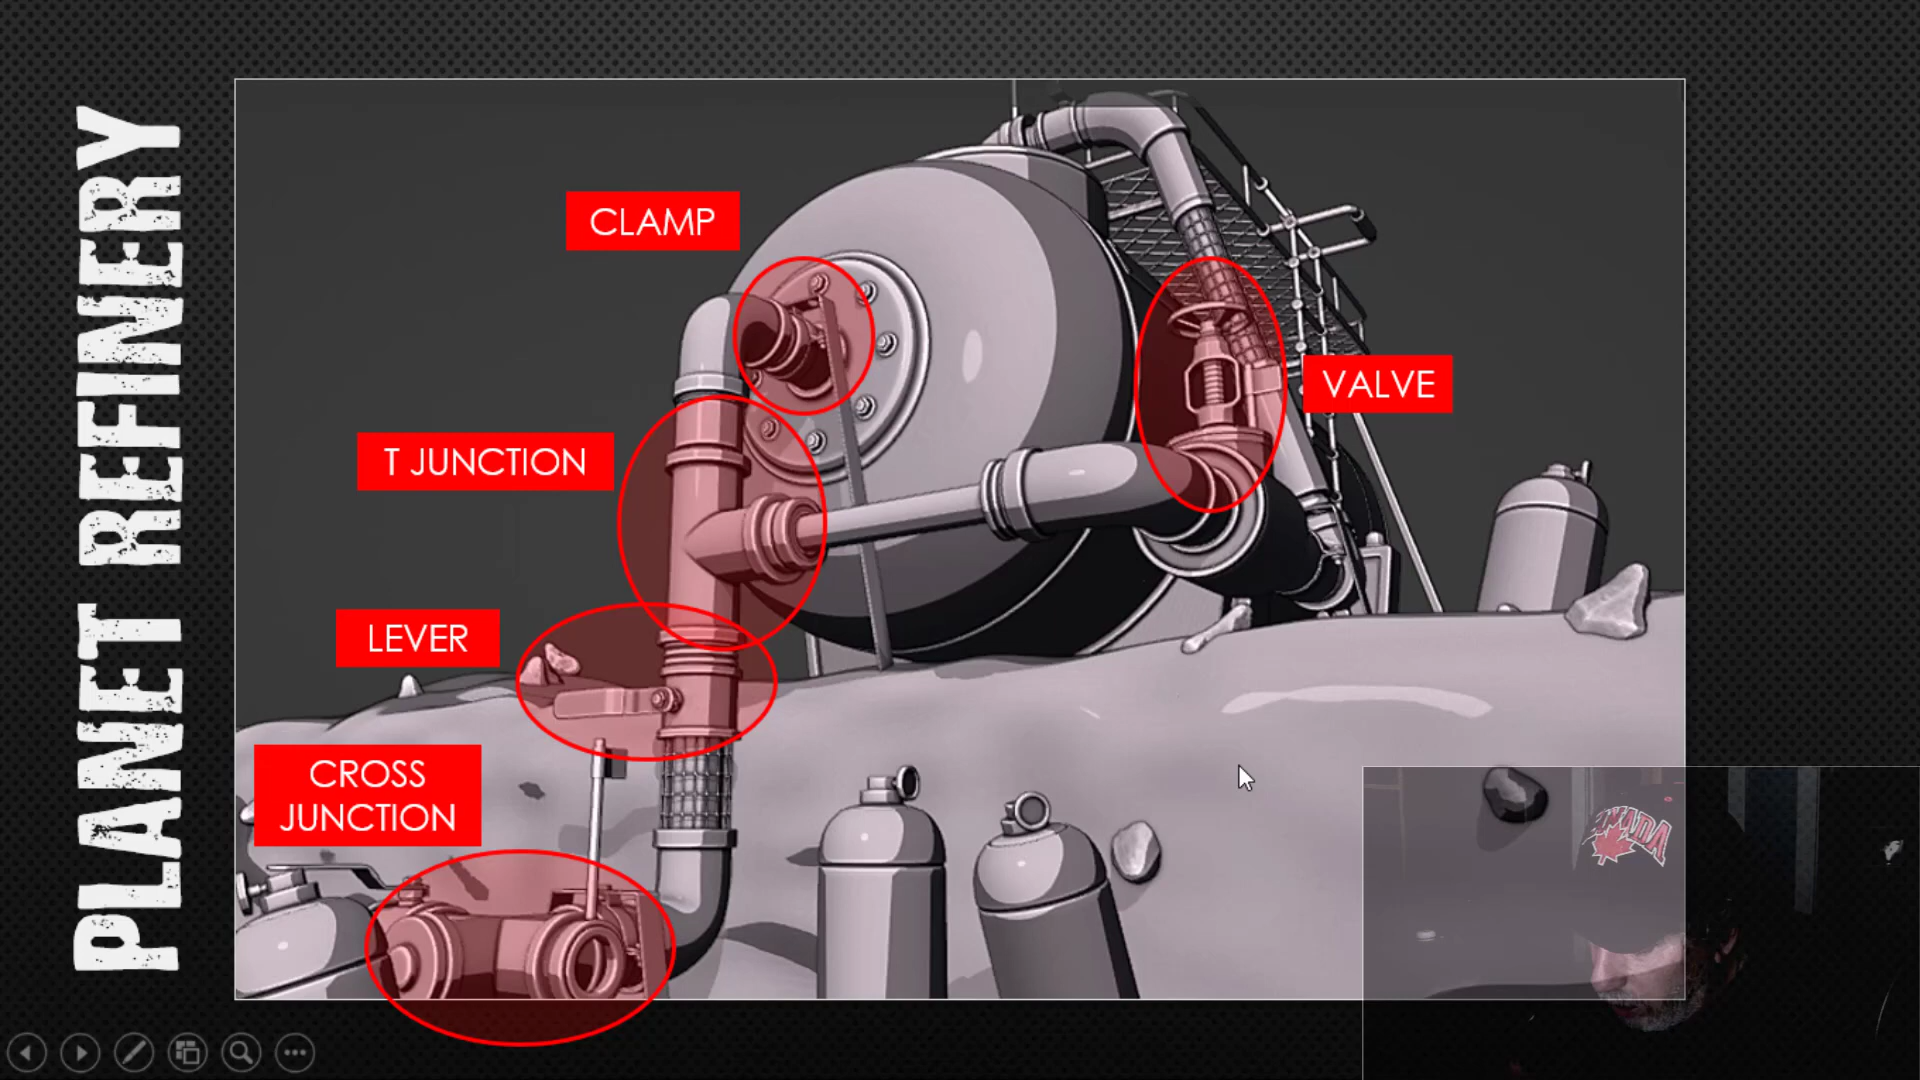 PLANET REFINERY
CLAMP
VALVE
T JUNCTION
LEVER
CROSS
JUNCTION